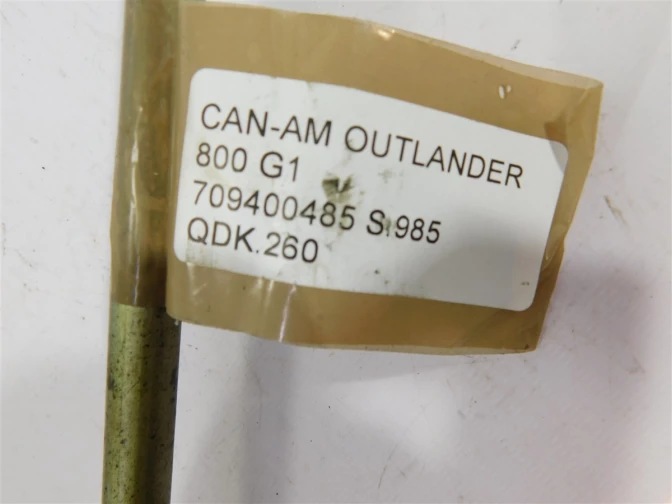 CAN-AM OUTLANDER
800 G1
709400485 S.985
QDK.260